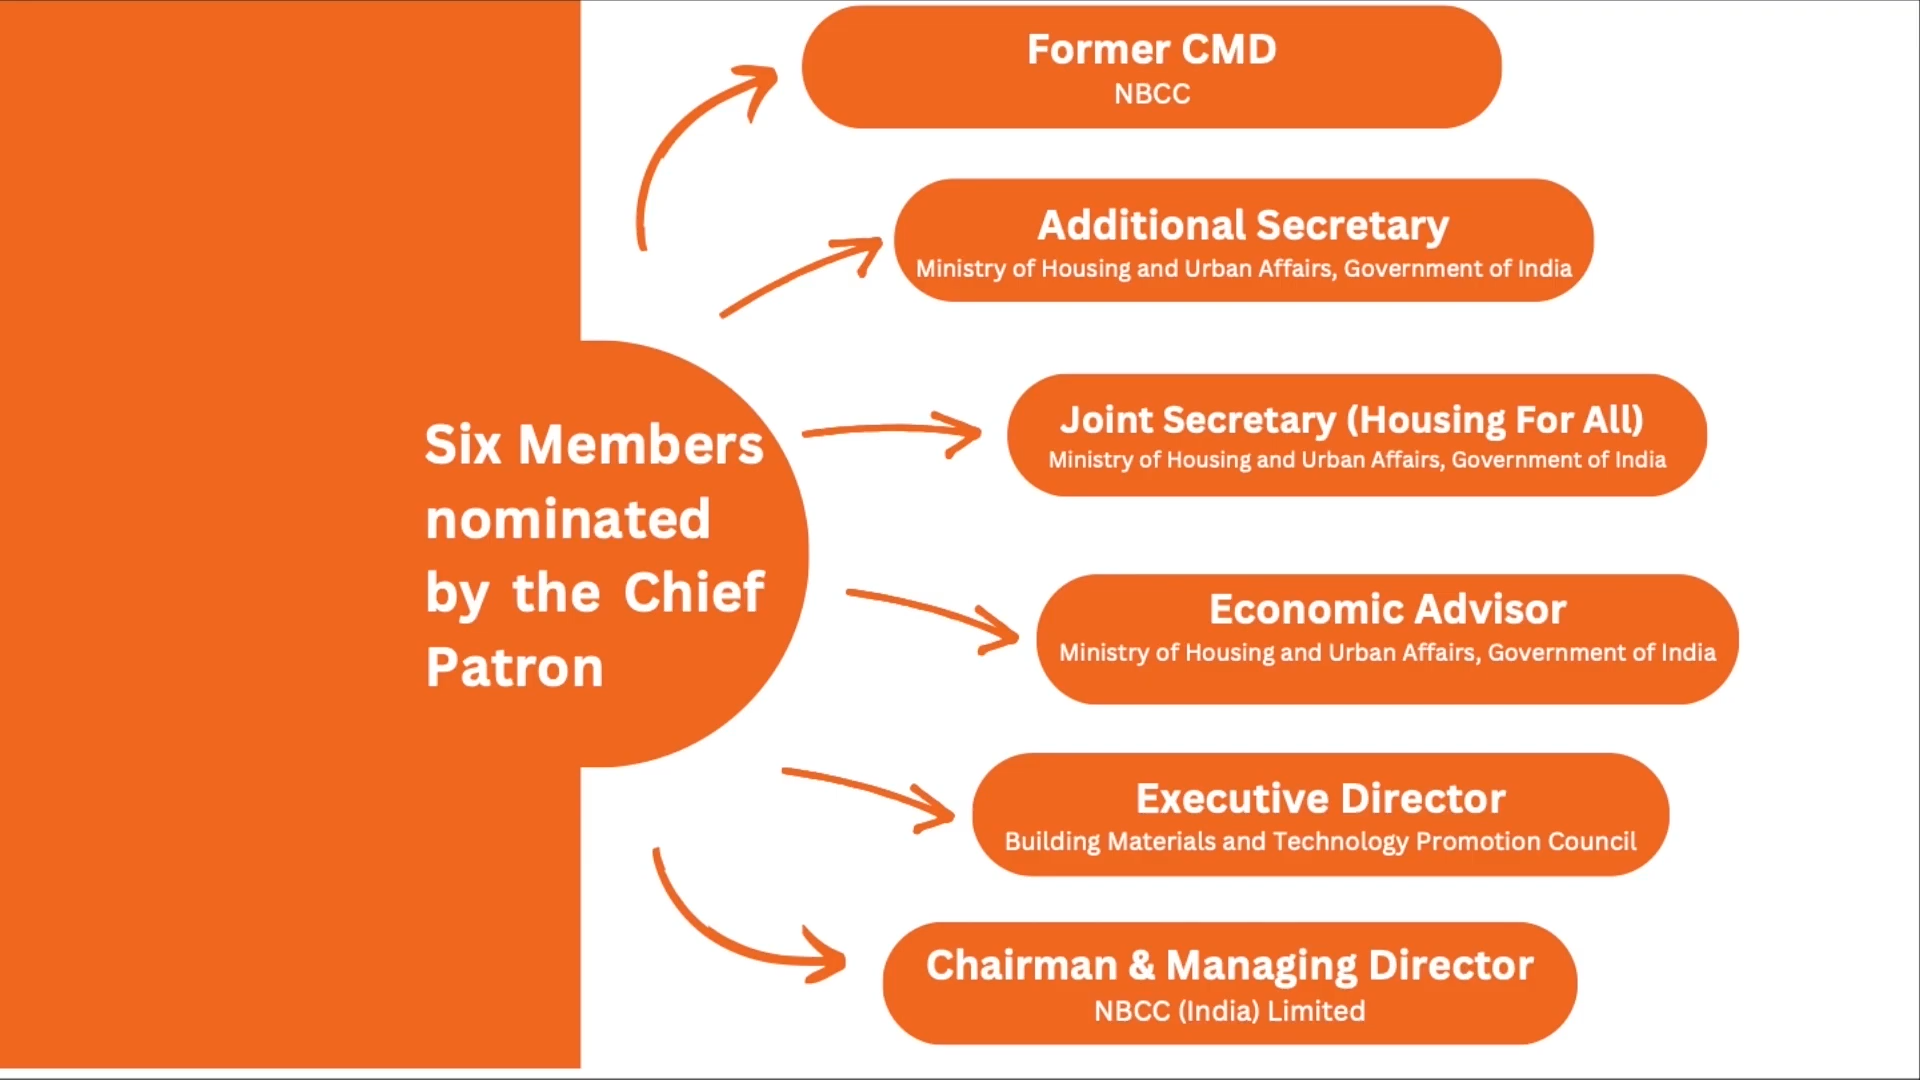 Six Members
nominated
by the Chief
Patron
Former CMD
NBCC
Additional Secretary
Ministry of Housing and Urban Affairs, Government of India
Joint Secretary (Housing For All)
Ministry of Housing and Urban Affairs, Government of India
Economic Advisor
Ministry of Housing and Urban Affairs, Government of India
Executive Director
Building Materials and Technology Promotion Council
Chairman & Managing Director
NBCC (India) Limited